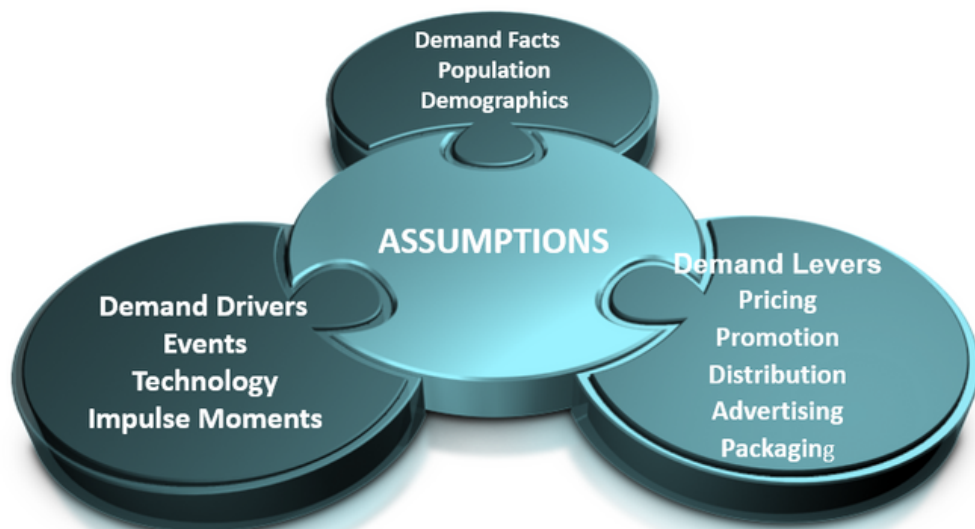 Demand Facts
Population
Demographics
ASSUMPTIONS
Demand Drivers
Events
Technology
Impulse Moments
Demand Levers
Pricing
Promotion
Distribution
Advertising
Packaging